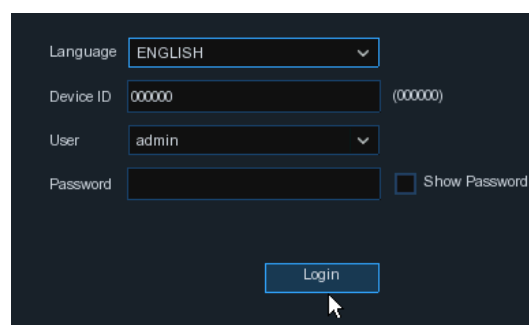 Language ENGLISH
Device ID 000000 (000000)
User admin
Password Show Password
Login